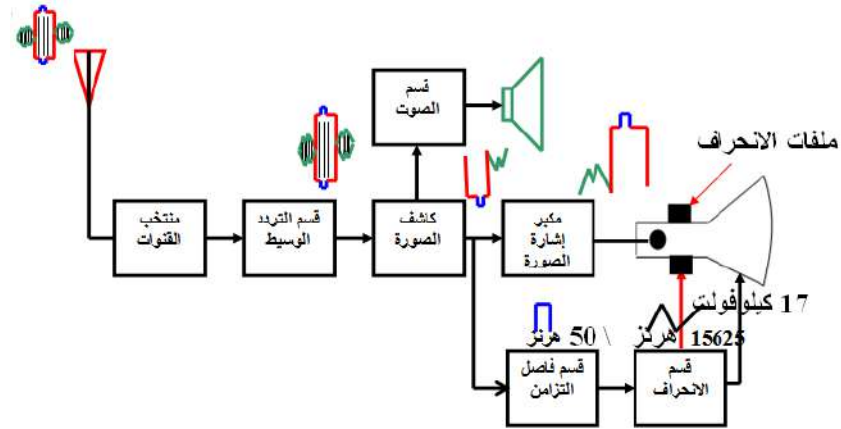 قسم
الصوت
ملفات الانحراف
منتخب
القنوات
قسم التردد
الوسيط
كاشف
الصورة
مكبر
إشارة
الصورة
17 كيلوفولت
15625 هرتز \ 50 هرتز
قسم فاصل
التزامن
قسم
الانحراف